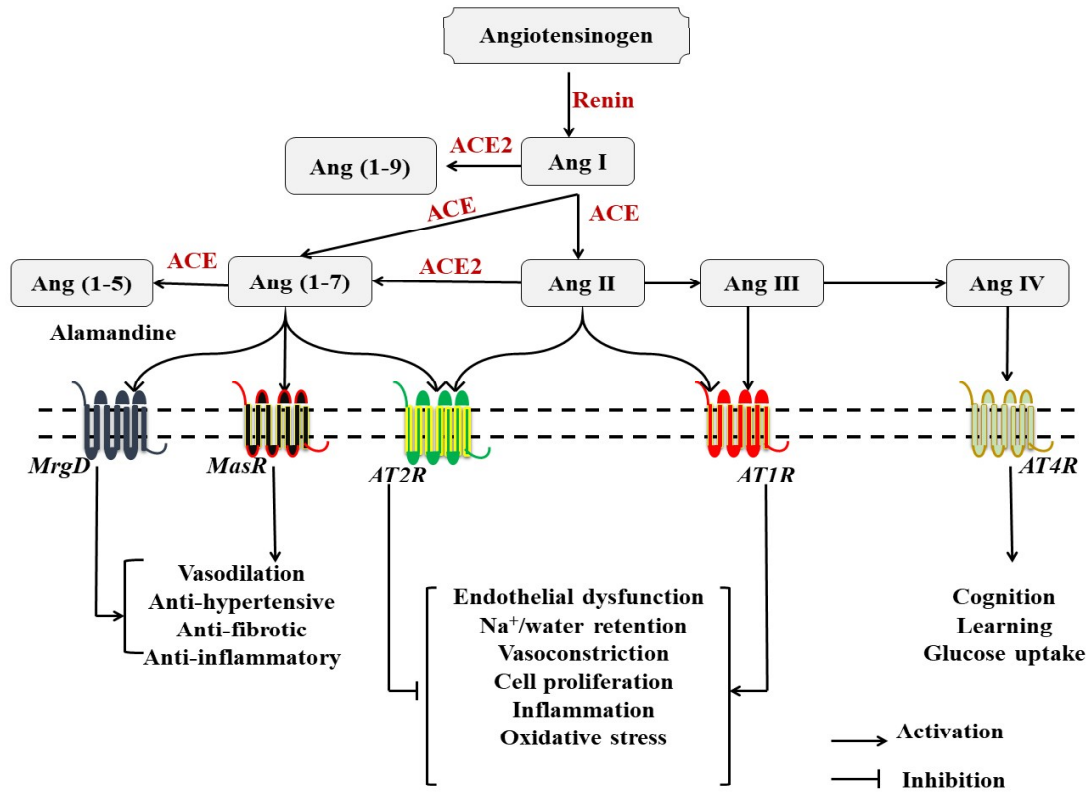 Angiotensinogen
Renin
ACE2
Ang (1-9)
Ang I
ACE
ACE
Ang (1-5)
ACE
Ang (1-7)
ACE2
Ang II
Ang III
Ang IV
Alamandine
MrgD
MasR
AT2R
AT1R
AT4R
Vasodilation
Anti-hypertensive
Anti-fibrotic
Anti-inflammatory
Endothelial dysfunction
Na⁺/water retention
Vasoconstriction
Cell proliferation
Inflammation
Oxidative stress
Cognition
Learning
Glucose uptake
Activation
Inhibition